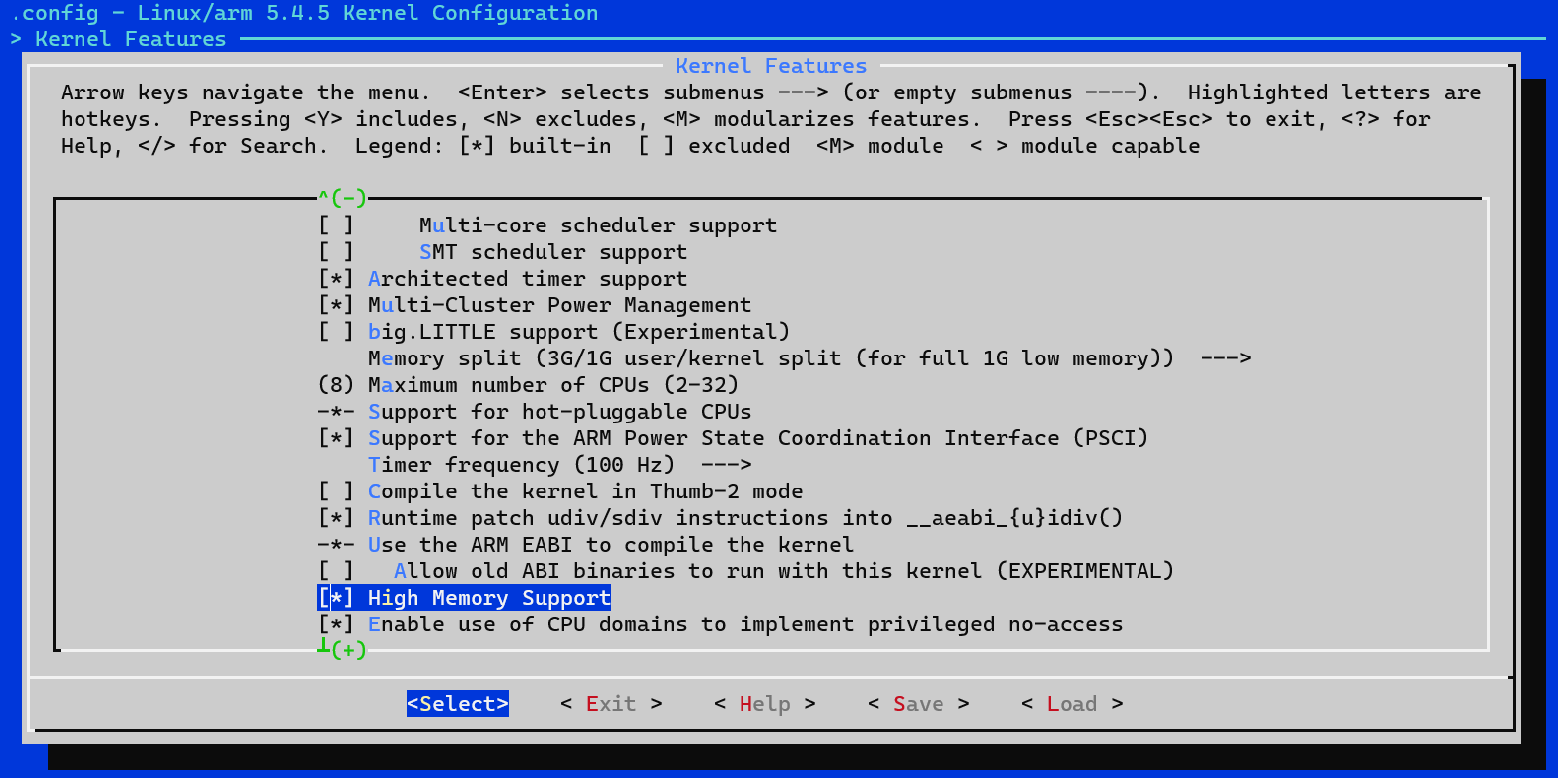 .config - Linux/arm 5.4.5 Kernel Configuration
> Kernel Features
Kernel Features
Arrow keys navigate the menu.  <Enter> selects submenus ---> (or empty submenus ----).  Highlighted letters are
hotkeys.  Pressing <Y> includes, <N> excludes, <M> modularizes features.  Press <Esc><Esc> to exit, <?> for
Help, </> for Search.  Legend: [*] built-in  [ ] excluded  <M> module  < > module capable
^(-)
[ ]     Multi-core scheduler support
[ ]     SMT scheduler support
[*] Architected timer support
[*] Multi-Cluster Power Management
[ ] big.LITTLE support (Experimental)
Memory split (3G/1G user/kernel split (for full 1G low memory))  --->
(8) Maximum number of CPUs (2-32)
-*- Support for hot-pluggable CPUs
[*] Support for the ARM Power State Coordination Interface (PSCI)
Timer frequency (100 Hz)  --->
[ ] Compile the kernel in Thumb-2 mode
[*] Runtime patch udiv/sdiv instructions into __aeabi_{u}idiv()
-*- Use the ARM EABI to compile the kernel
[ ]   Allow old ABI binaries to run with this kernel (EXPERIMENTAL)
[*] High Memory Support
[*] Enable use of CPU domains to implement privileged no-access
┴(+)
<Select>    < Exit >    < Help >    < Save >    < Load >